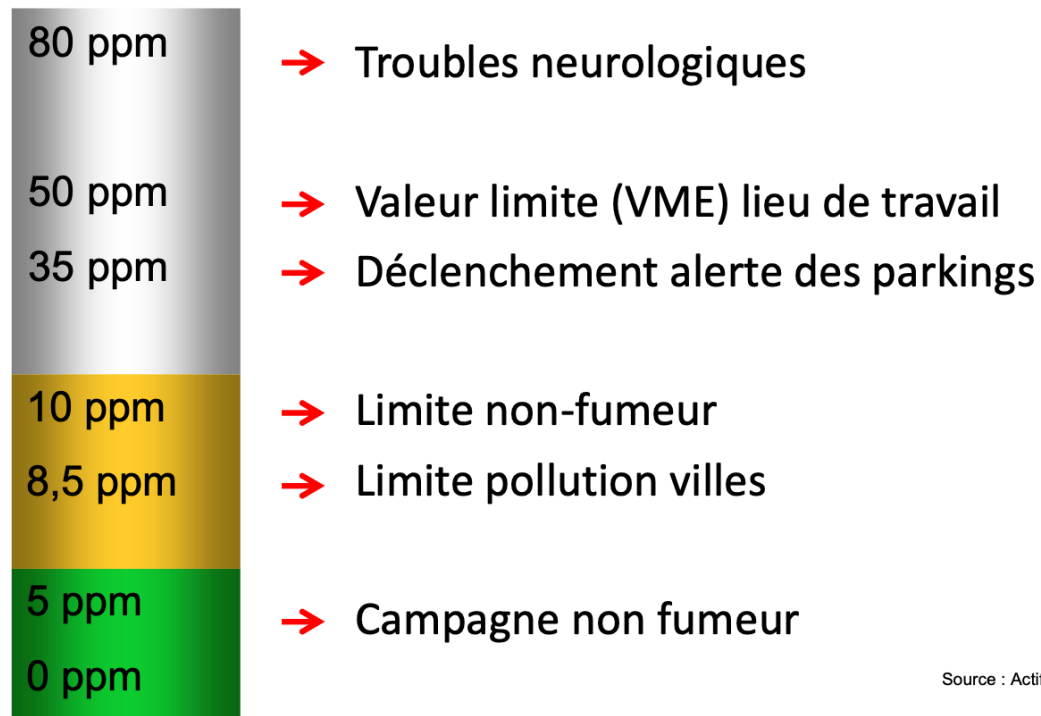 80 ppm → Troubles neurologiques
50 ppm → Valeur limite (VME) lieu de travail
35 ppm → Déclenchement alerte des parkings
10 ppm → Limite non-fumeur
8,5 ppm → Limite pollution villes
5 ppm → Campagne non fumeur
0 ppm
Source :